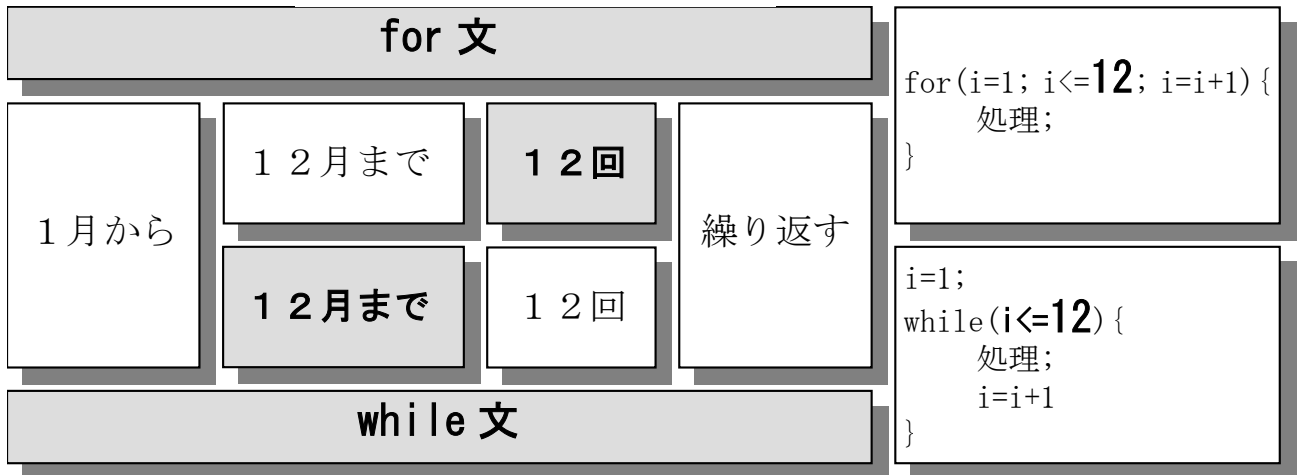 for 文
１月から
１２月まで
１２回
繰り返す
１２月まで
１２回
while 文
for(i=1; i<=12; i=i+1){
処理;
}
i=1;
while(i<=12){
処理;
i=i+1
}